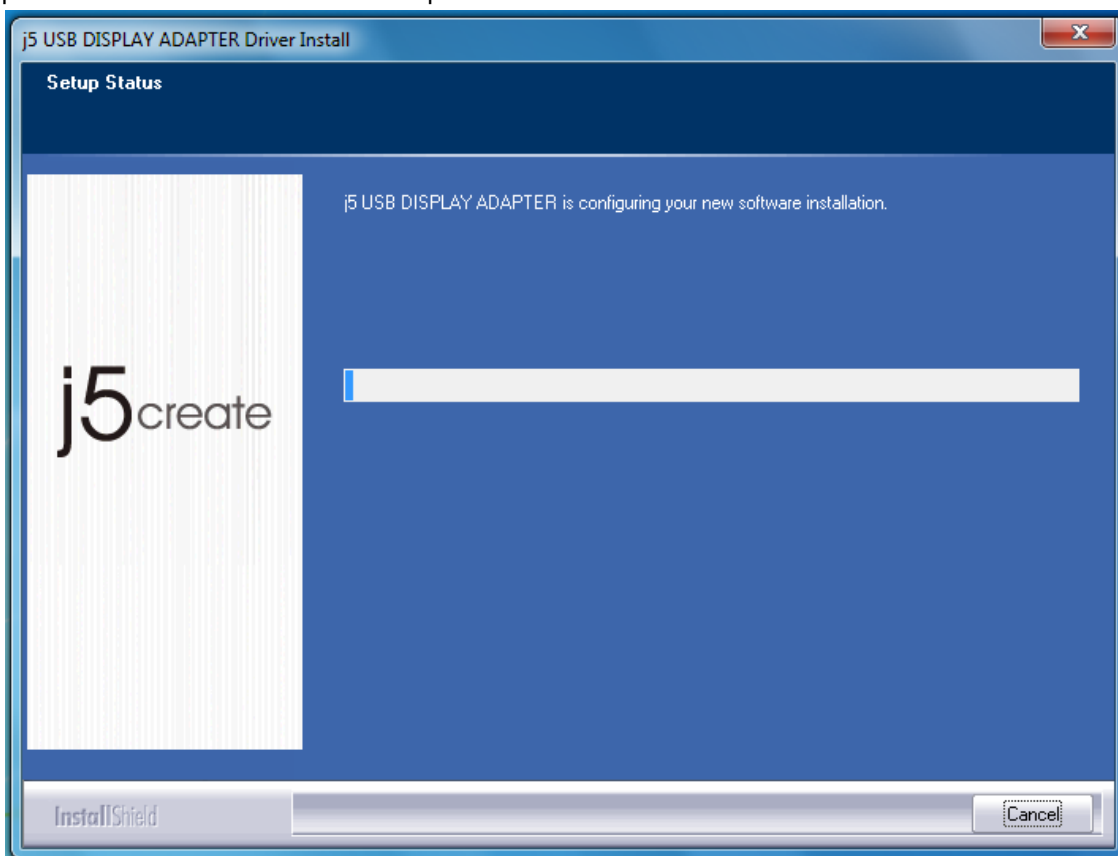 j5 USB DISPLAY ADAPTER Driver Install
Setup Status
j5 USB DISPLAY ADAPTER is configuring your new software installation.
j5create
InstallShield
Cancel